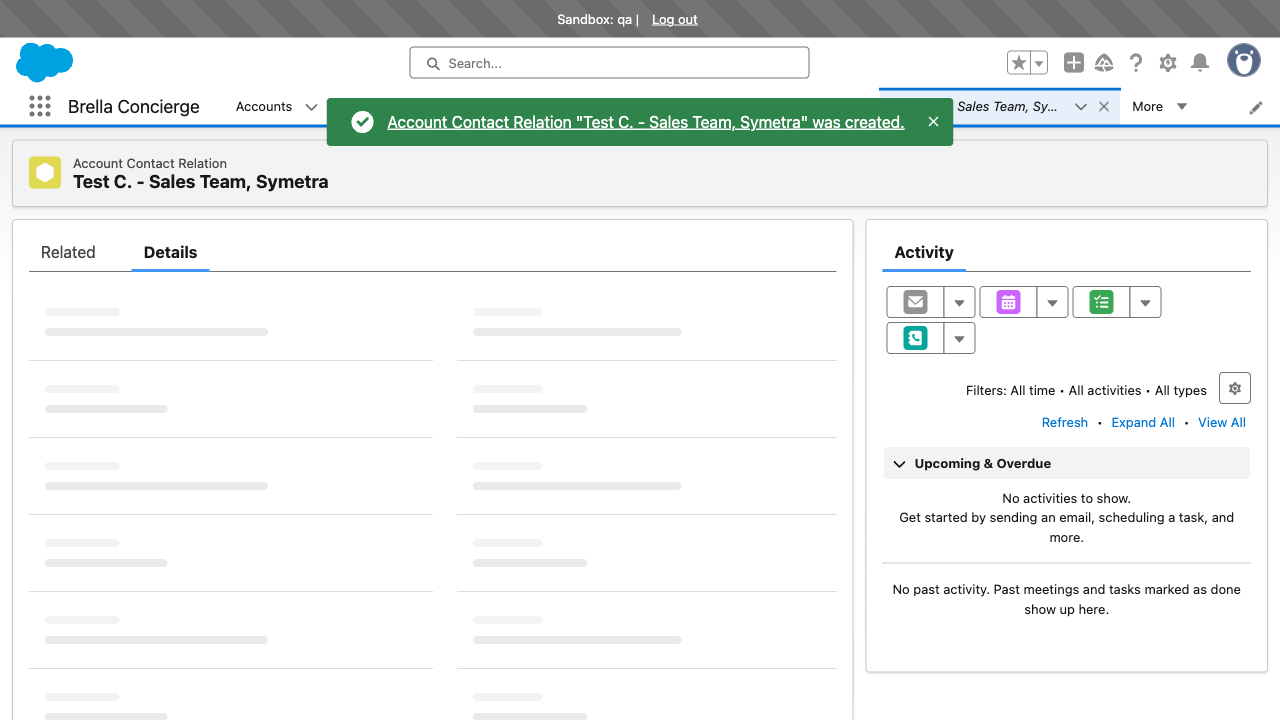 Sandbox: qa | Log out
Search...
Brella Concierge
Accounts
Sales Team, Sy...
More
Account Contact Relation "Test C. - Sales Team, Symetra" was created.
Account Contact Relation
Test C. - Sales Team, Symetra
Related
Details
Activity
Filters: All time • All activities • All types
Refresh • Expand All • View All
Upcoming & Overdue
No activities to show.
Get started by sending an email, scheduling a task, and
more.
No past activity. Past meetings and tasks marked as done
show up here.